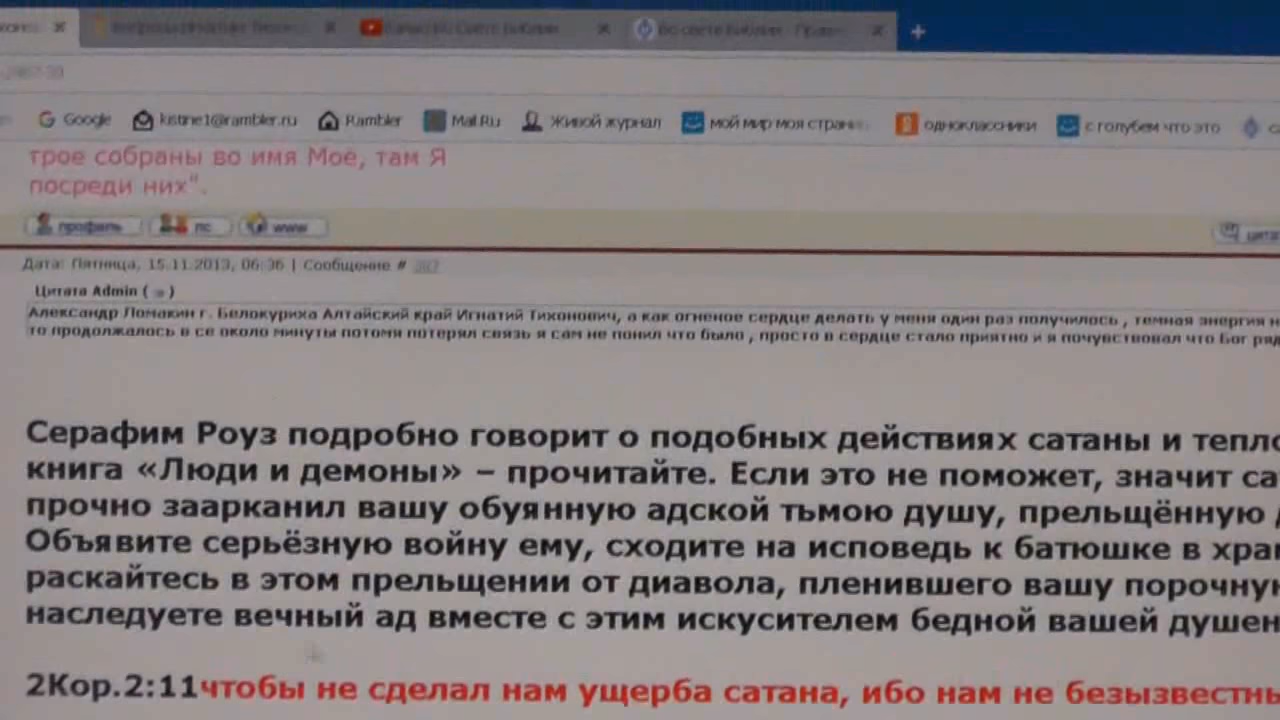 Google kistine1@rambler.ru Rambler Mail.Ru Живой журнал мой мир моя страни одноклассники с голубем что это
трое собраны во имя Моё, там Я
посреди них".
профиль лс www цита
Дата: Пятница, 15.11.2013, 06:36 | Сообщение #
Цитата Admin ( )
Александр Ломакин г. Белокуриха Алтайский край Игнатий Тихонович, а как огненое сердце делать у меня один раз получилось , темная энергия
то продолжалось в се около минуты потомя потерял связь я сам не понил что было , просто в сердце стало приятно и я почувствовал что Бог ряд
Серафим Роуз подробно говорит о подобных действиях сатаны и тепло
книга «Люди и демоны» – прочитайте. Если это не поможет, значит са
прочно заарканил вашу обуянную адской тьмою душу, прельщённую
Объявите серьёзную войну ему, сходите на исповедь к батюшке в хра
раскайтесь в этом прельщении от диавола, пленившего вашу порочную
наследуете вечный ад вместе с этим искусителем бедной вашей душен
2Кор.2:11чтобы не сделал нам ущерба сатана, ибо нам не безызвестны